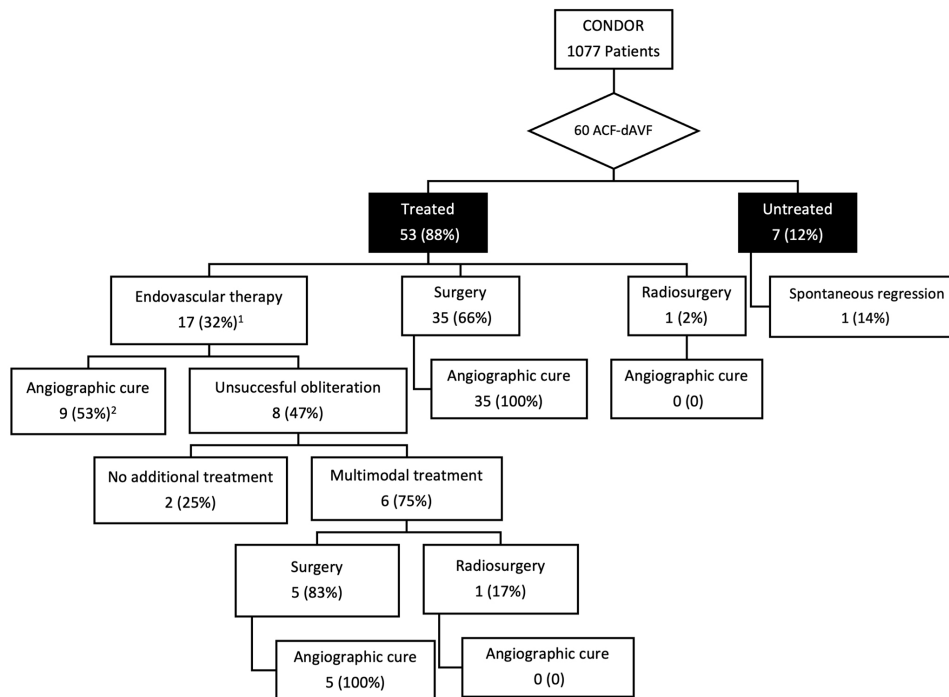 CONDOR
1077 Patients
60 ACF-dAVF
Treated
53 (88%)
Untreated
7 (12%)
Endovascular therapy
17 (32%)¹
Surgery
35 (66%)
Radiosurgery
1 (2%)
Spontaneous regression
1 (14%)
Angiographic cure
9 (53%)²
Unsuccesful obliteration
8 (47%)
Angiographic cure
35 (100%)
Angiographic cure
0 (0)
No additional treatment
2 (25%)
Multimodal treatment
6 (75%)
Surgery
5 (83%)
Radiosurgery
1 (17%)
Angiographic cure
5 (100%)
Angiographic cure
0 (0)